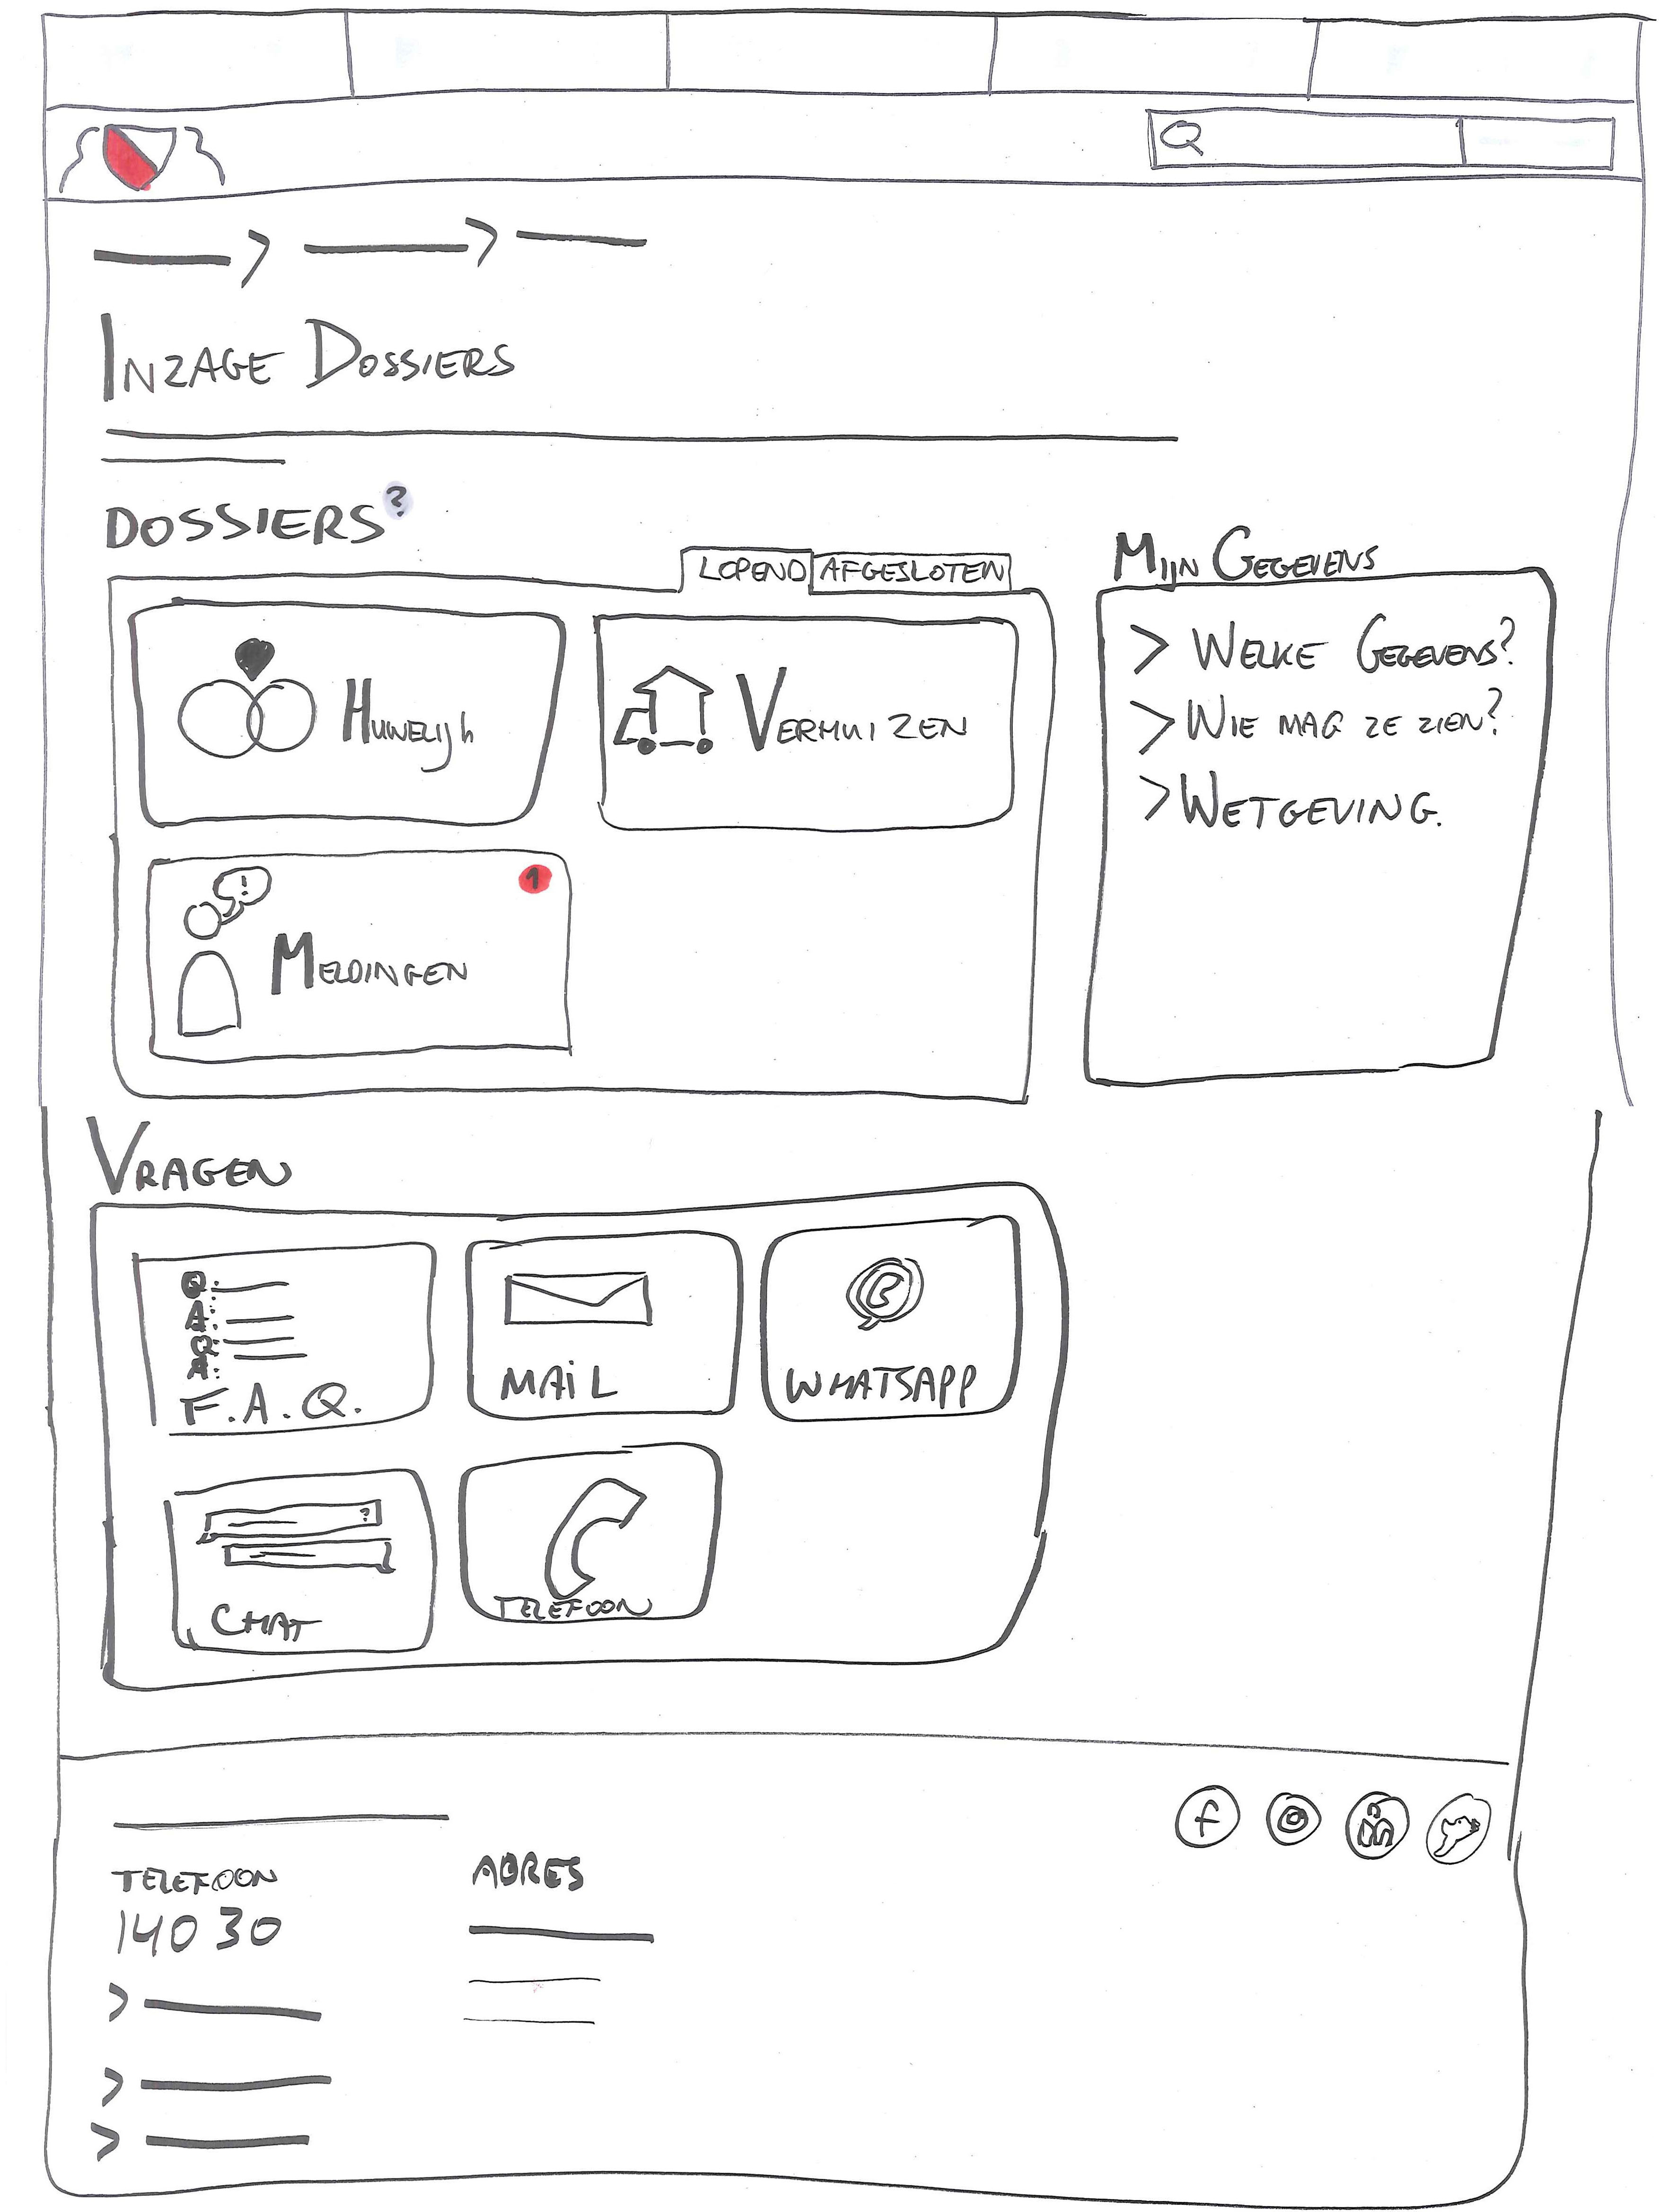 INZAGE DOSSIERS
DOSSIERS?
LOPEND AFGESLOTEN
MIJN GEGEVENS
HUWELIJK
VERHUIZEN
> WELKE GEGEVENS?
> WIE MAG ZE ZIEN?
> WETGEVING.
!
1
MELDINGEN
VRAGEN
Q:
A:
Q:
A:
F.A.Q.
MAIL
WHATSAPP
?
CHAT
TELEFOON
f
in
TELEFOON
14030
ADRES